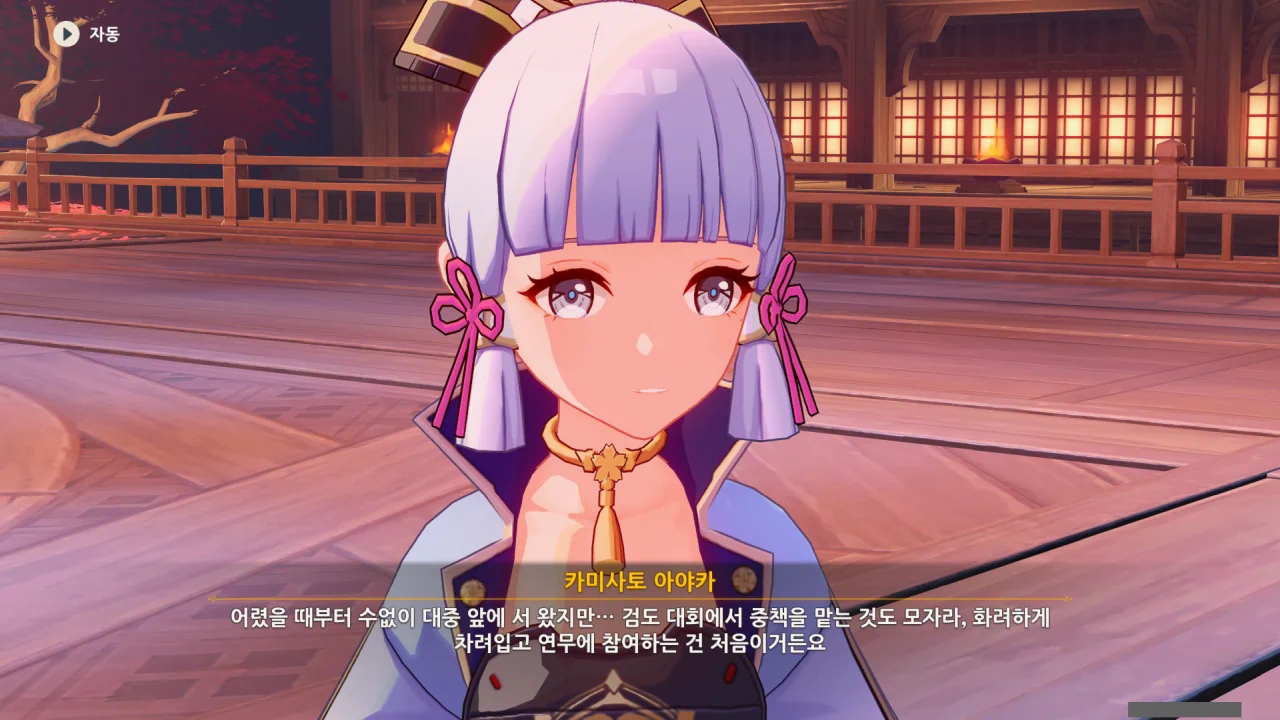 자동
카미사토 아야카
어렸을 때부터 수없이 대중 앞에 서 왔지만… 검도 대회에서 중책을 맡는 것도 모자라, 화려하게
차려입고 연무에 참여하는 건 처음이거든요